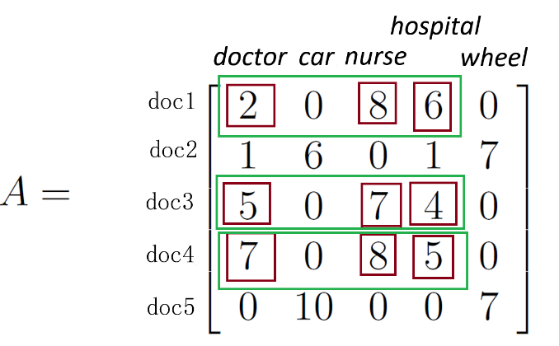 hospital
doctor car nurse wheel
doc1 2 0 8 6 0
doc2 1 6 0 1 7
A = doc3 5 0 7 4 0
doc4 7 0 8 5 0
doc5 0 10 0 0 7